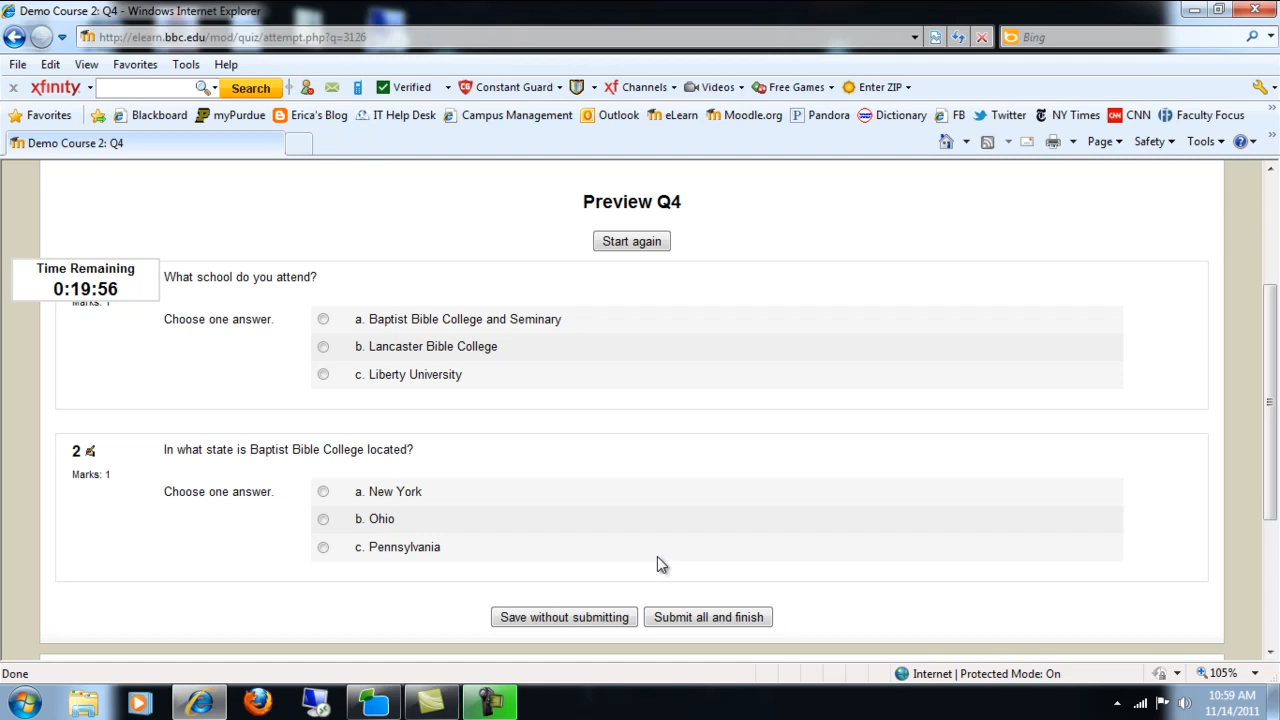 Demo Course 2: Q4 - Windows Internet Explorer
http://elearn.bbc.edu/mod/quiz/attempt.php?q=3126
Bing
File Edit View Favorites Tools Help
x xfinity Search Verified Constant Guard Channels Videos Free Games Enter ZIP
Favorites Blackboard myPurdue Erica's Blog IT Help Desk Campus Management Outlook eLearn Moodle.org Pandora Dictionary FB Twitter NY Times CNN Faculty Focus
Demo Course 2: Q4
Page Safety Tools
Preview Q4
Start again
Time Remaining
0:19:56
What school do you attend?
Marks: 1
Choose one answer.
a. Baptist Bible College and Seminary
b. Lancaster Bible College
c. Liberty University
2 In what state is Baptist Bible College located?
Marks: 1
Choose one answer.
a. New York
b. Ohio
c. Pennsylvania
Save without submitting Submit all and finish
Done Internet | Protected Mode: On 105%
10:59 AM
11/14/2011